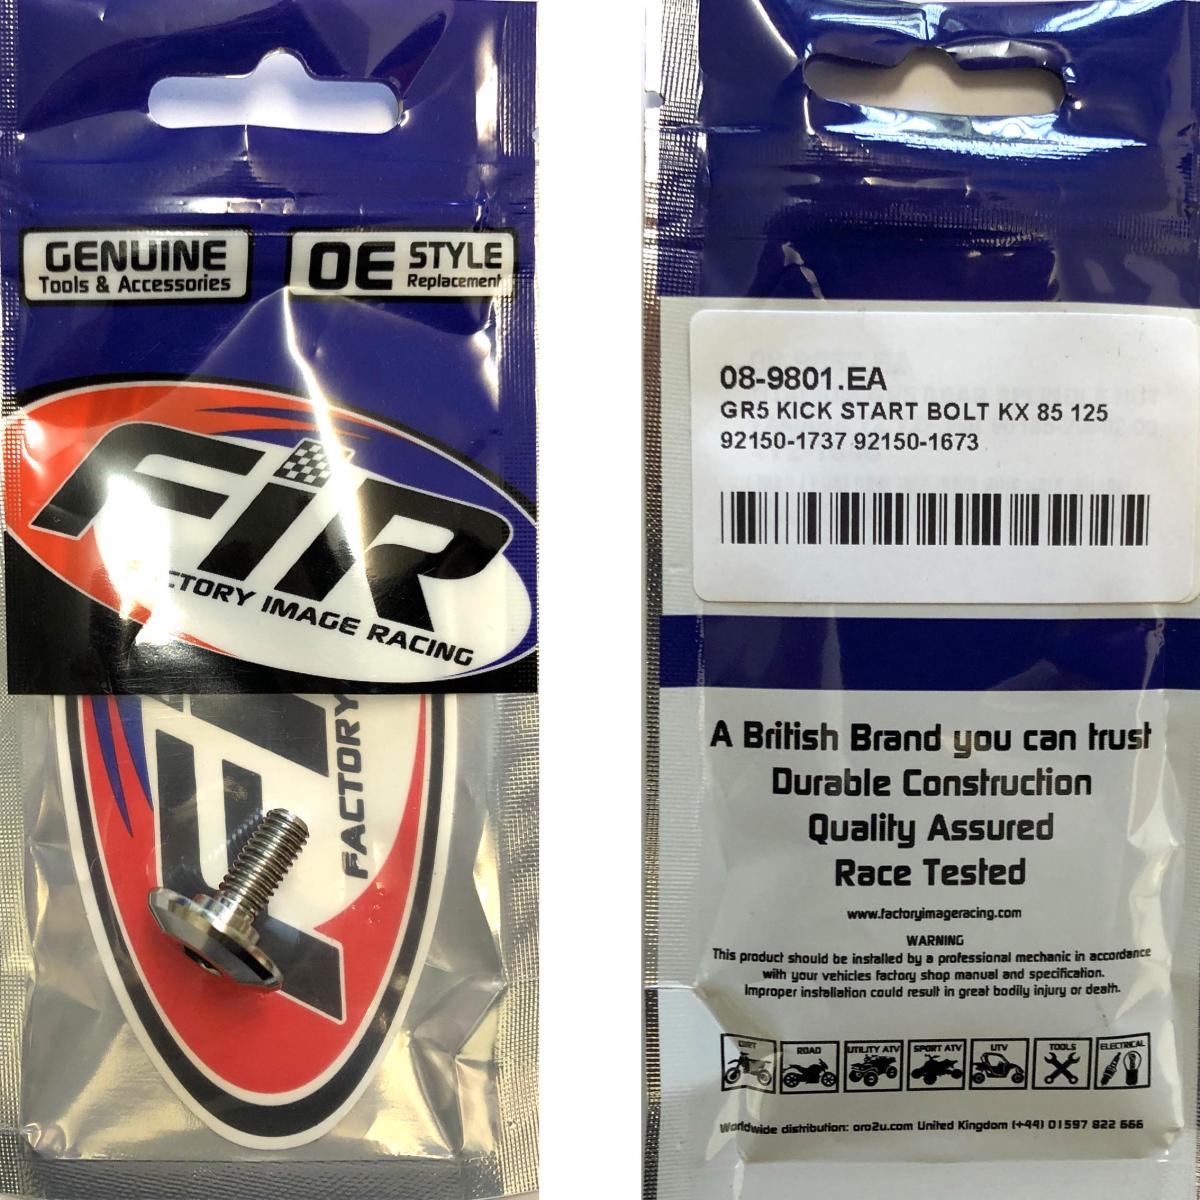 GENUINE
Tools & Accessories
OE STYLE
Replacement
FIR
CTORY IMAGE RACING
FACTORY
08-9801.EA
GR5 KICK START BOLT KX 85 125
92150-1737 92150-1673
A British Brand you can trust
Durable Construction
Quality Assured
Race Tested
www.factoryimageracing.com
WARNING
This product should be installed by a professional mechanic in accordance
with your vehicles factory shop manual and specification.
Improper installation could result in great bodily injury or death.
DIRT ROAD UTILITY ATV SPORT ATV UTV TOOLS ELECTRICAL
Worldwide distribution: oro2u.com United Kingdom (+44) 01597 822 666